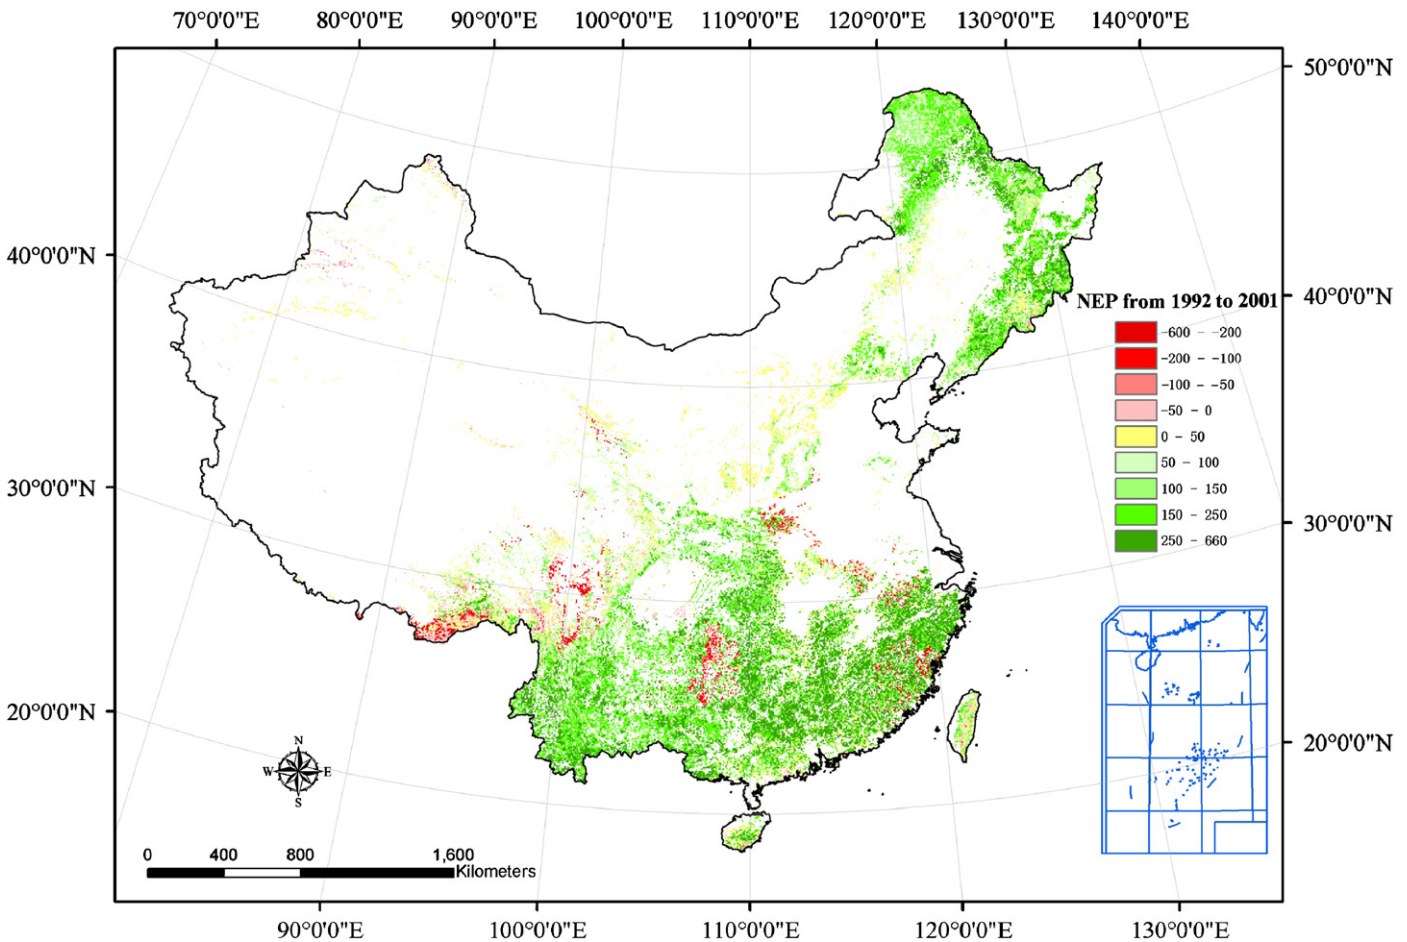 70°0'0"E 80°0'0"E 90°0'0"E 100°0'0"E 110°0'0"E 120°0'0"E 130°0'0"E 140°0'0"E
50°0'0"N
40°0'0"N
40°0'0"N
NEP from 1992 to 2001
-600 - -200
-200 - -100
-100 - -50
-50 - 0
0 - 50
50 - 100
100 - 150
150 - 250
250 - 660
30°0'0"N
30°0'0"N
20°0'0"N
20°0'0"N
N
W E
S
0 400 800 1,600
Kilometers
90°0'0"E 100°0'0"E 110°0'0"E 120°0'0"E 130°0'0"E